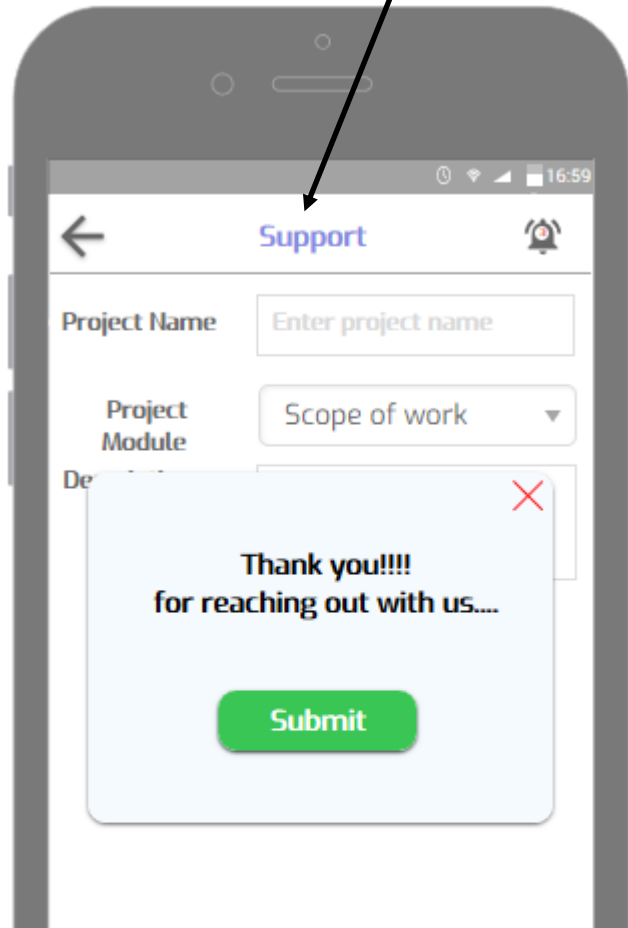 16:59
Support
Project Name
Enter project name
Project
Module
Scope of work
Thank you!!!!
for reaching out with us....
Submit